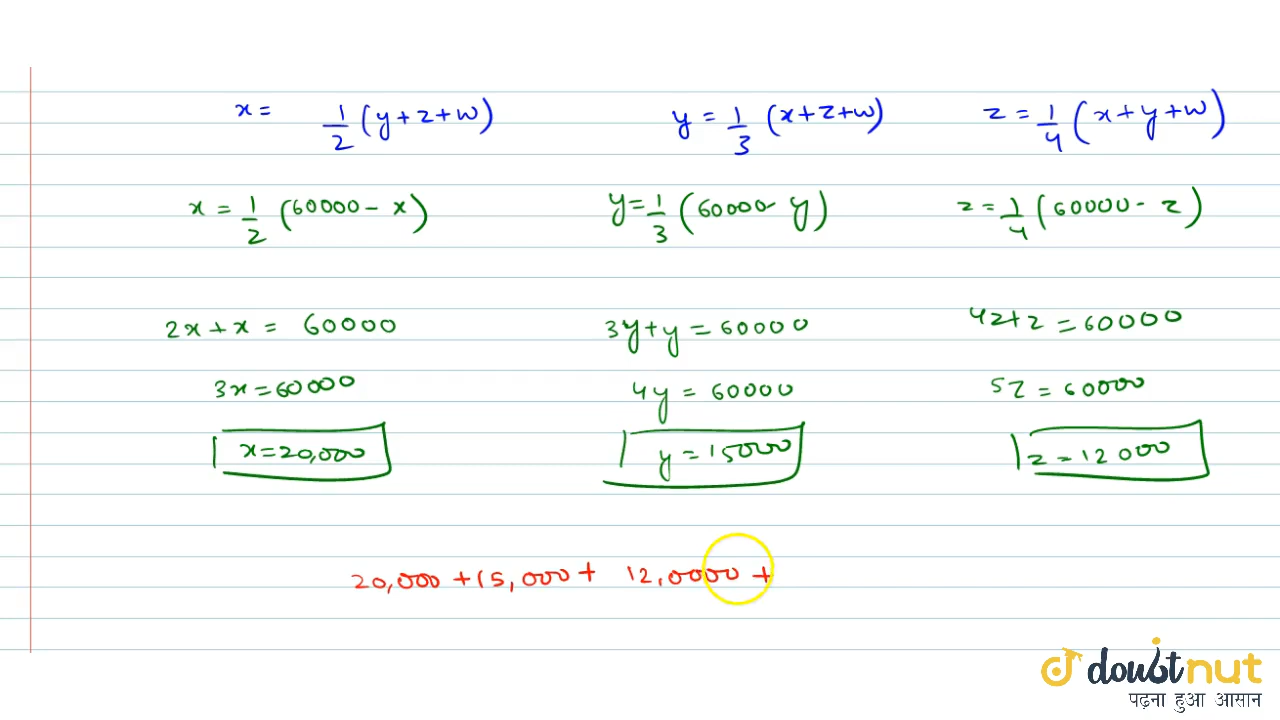 x = 1/2 (y+z+w) y = 1/3 (x+z+w) z = 1/4 (x+y+w)
x = 1/2 (60000 - x) y = 1/3 (60000 - y) z = 1/4 (60000 - z)
2x + x = 60000 3y + y = 60000 4z + z = 60000
3x = 60000 4y = 60000 5z = 60000
x = 20,000 y = 15000 z = 12000
20,000 + 15,000 + 12,0000 +
doubtnut
पढ़ना हुआ आसान